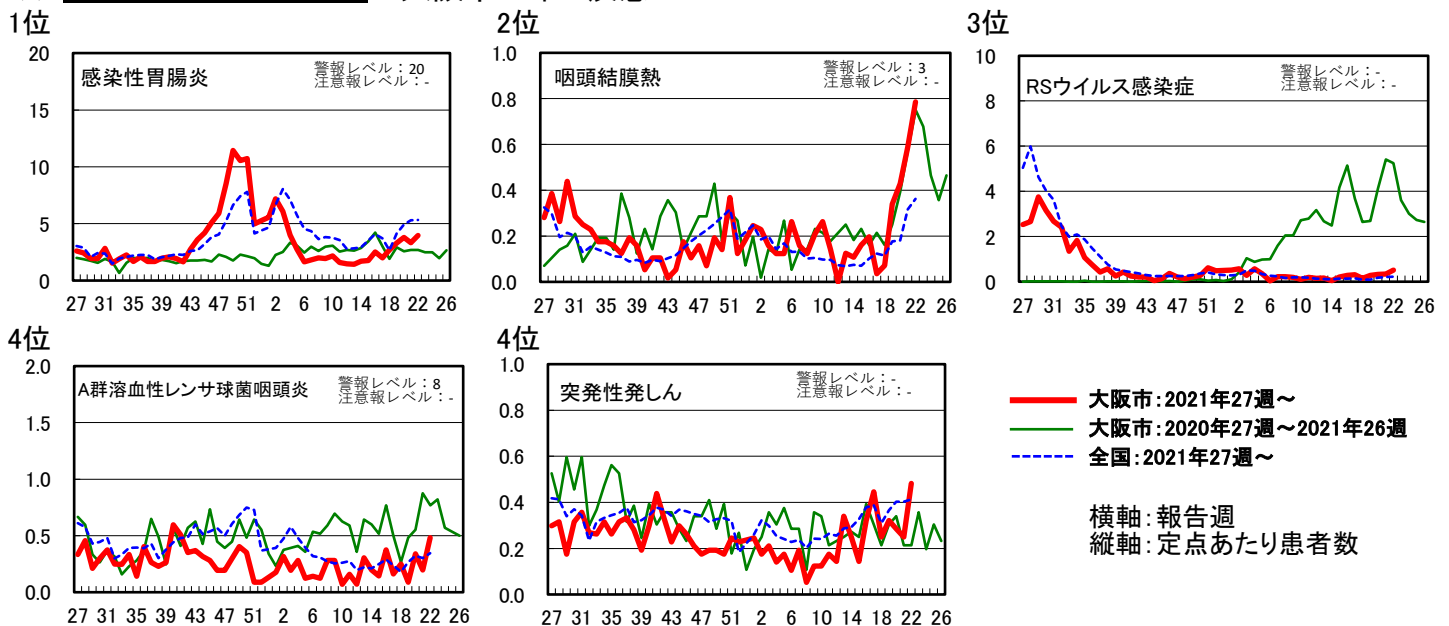 1位
感染性胃腸炎
警報レベル：20
注意報レベル：-
20
15
10
5
0
27 31 35 39 43 47 51 2 6 10 14 18 22 26
2位
咽頭結膜熱
警報レベル：3
注意報レベル：-
1.0
0.8
0.6
0.4
0.2
0.0
27 31 35 39 43 47 51 2 6 10 14 18 22 26
3位
RSウイルス感染症
警報レベル：-
注意報レベル：-
10
8
6
4
2
0
27 31 35 39 43 47 51 2 6 10 14 18 22 26
4位
A群溶血性レンサ球菌咽頭炎
警報レベル：8
注意報レベル：-
2.0
1.5
1.0
0.5
0.0
27 31 35 39 43 47 51 2 6 10 14 18 22 26
4位
突発性発しん
警報レベル：-
注意報レベル：-
1.0
0.8
0.6
0.4
0.2
0.0
27 31 35 39 43 47 51 2 6 10 14 18 22 26
大阪市：2021年27週～
大阪市：2020年27週～2021年26週
全国：2021年27週～
横軸：報告週
縦軸：定点あたり患者数